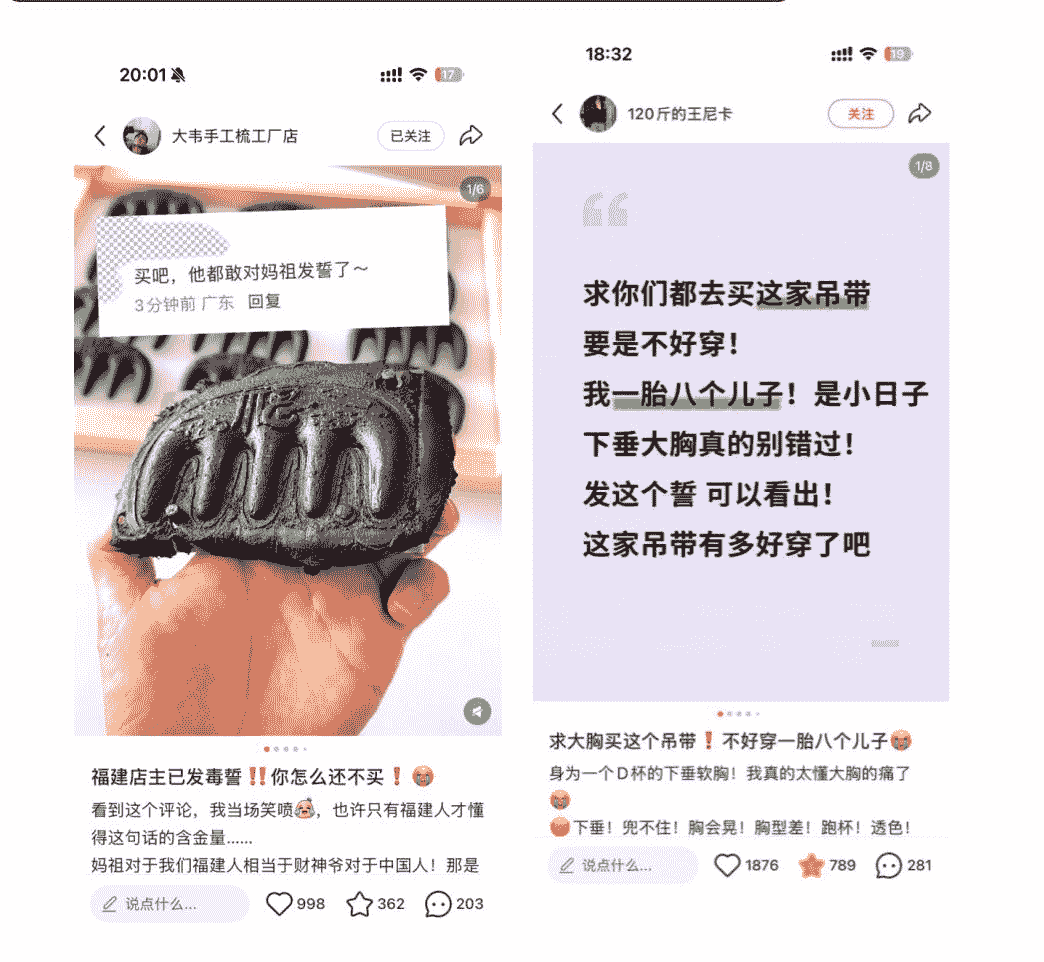 20:01
17
大韦手工梳工厂店
已关注
1/6
买吧，他都敢对妈祖发誓了～
3分钟前 广东 回复
福建店主已发毒誓‼️你怎么还不买❗😭
看到这个评论，我当场笑喷😂，也许只有福建人才懂
得这句话的含金量……
妈祖对于我们福建人相当于财神爷对于中国人！那是
说点什么...
998
362
203
18:32
19
120斤的王尼卡
关注
1/8
求你们都去买这家吊带
要是不好穿！
我一胎八个儿子！是小日子
下垂大胸真的别错过！
发这个誓 可以看出！
这家吊带有多好穿了吧
求大胸买这个吊带❗不好穿一胎八个儿子😭
身为一个D杯的下垂软胸！我真的太懂大胸的痛了
😭
下垂！兜不住！胸会晃！胸型差！跑杯！透色！
说点什么...
1876
789
281